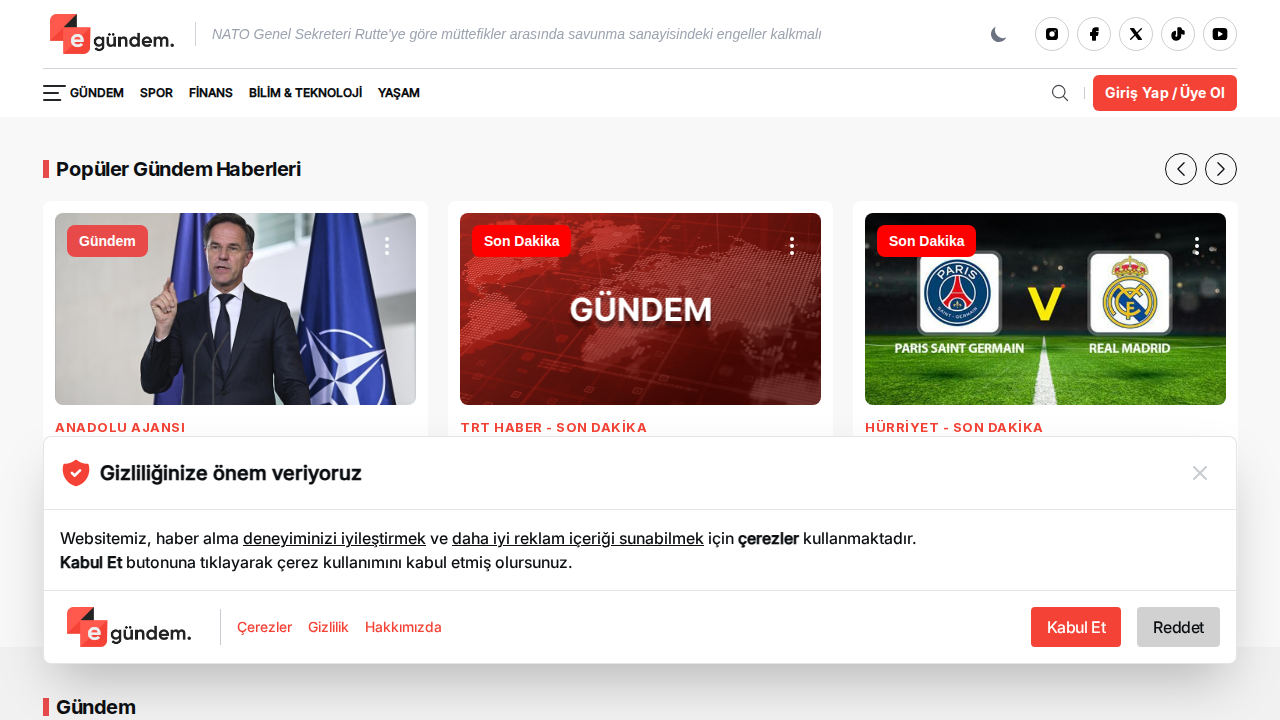 e gündem.
NATO Genel Sekreteri Rutte'ye göre müttefikler arasında savunma sanayisindeki engeller kalkmalı
GÜNDEM SPOR FİNANS BİLİM & TEKNOLOJİ YAŞAM
Giriş Yap / Üye Ol
Popüler Gündem Haberleri
Gündem
ANADOLU AJANSI
Son Dakika
GÜNDEM
TRT HABER - SON DAKİKA
Son Dakika
PARIS
SAINT-GERMAIN
V
PARIS SAINT GERMAIN
REAL MADRID
HÜRRİYET - SON DAKİKA
Gizliliğinize önem veriyoruz
Websitemiz, haber alma deneyiminizi iyileştirmek ve daha iyi reklam içeriği sunabilmek için çerezler kullanmaktadır.
Kabul Et butonuna tıklayarak çerez kullanımını kabul etmiş olursunuz.
e gündem.
Çerezler Gizlilik Hakkımızda
Kabul Et Reddet
Gündem